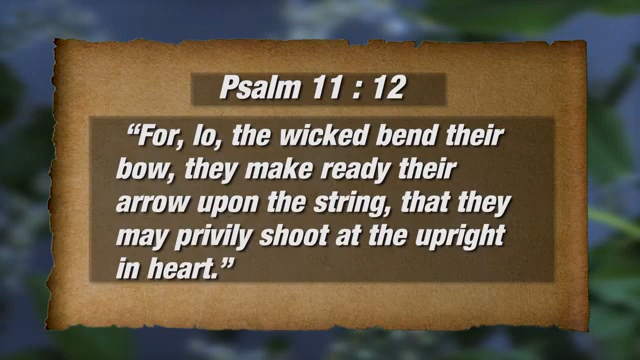 Psalm 11 : 12
“For, lo, the wicked bend their
bow, they make ready their
arrow upon the string, that they
may privily shoot at the upright
in heart.”